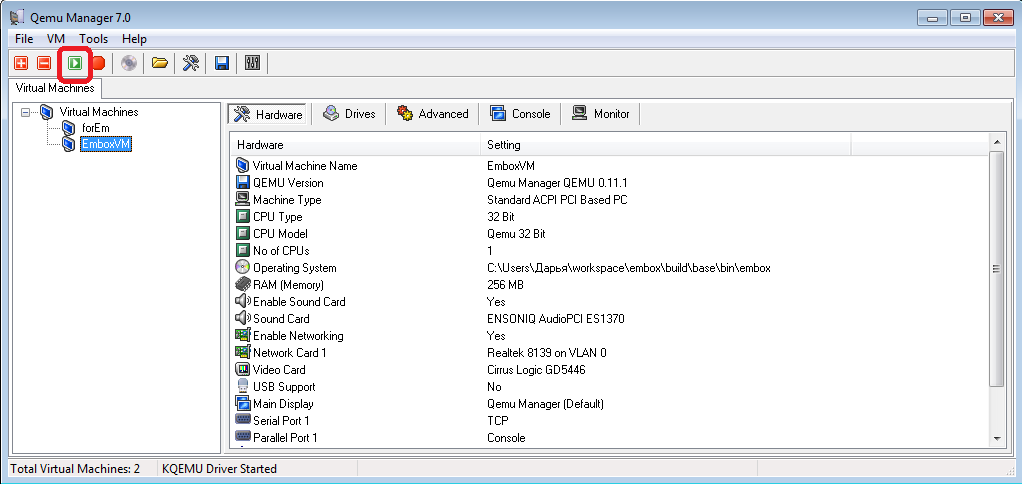 Qemu Manager 7.0
File VM Tools Help
Virtual Machines
Virtual Machines
forEm
EmboxVM
Hardware Drives Advanced Console Monitor
Hardware Setting
Virtual Machine Name EmboxVM
QEMU Version Qemu Manager QEMU 0.11.1
Machine Type Standard ACPI PCI Based PC
CPU Type 32 Bit
CPU Model Qemu 32 Bit
No of CPUs 1
Operating System C:\Users\Дарья\workspace\embox\build\base\bin\embox
RAM (Memory) 256 MB
Enable Sound Card Yes
Sound Card ENSONIQ AudioPCI ES1370
Enable Networking Yes
Network Card 1 Realtek 8139 on VLAN 0
Video Card Cirrus Logic GD5446
USB Support No
Main Display Qemu Manager (Default)
Serial Port 1 TCP
Parallel Port 1 Console
Total Virtual Machines: 2 KQEMU Driver Started